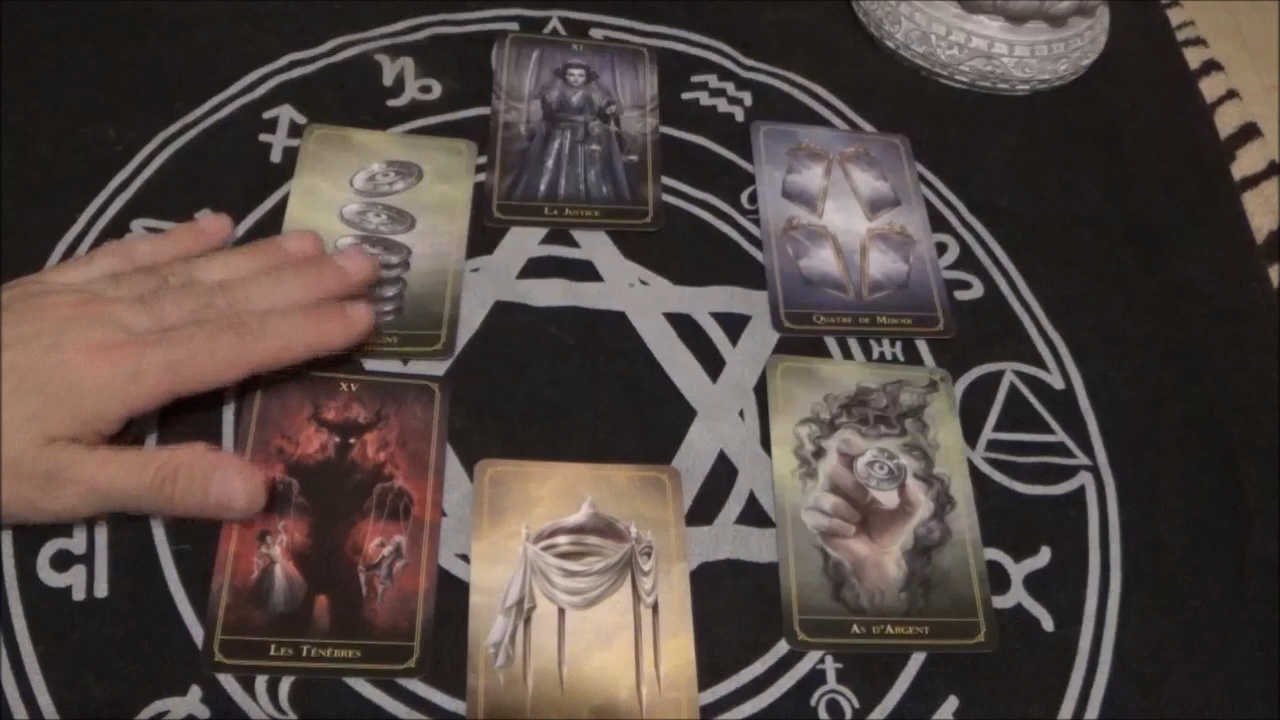 XI
La Justice
Quatre de Miroir
XV
Les Ténèbres
As d'Argent